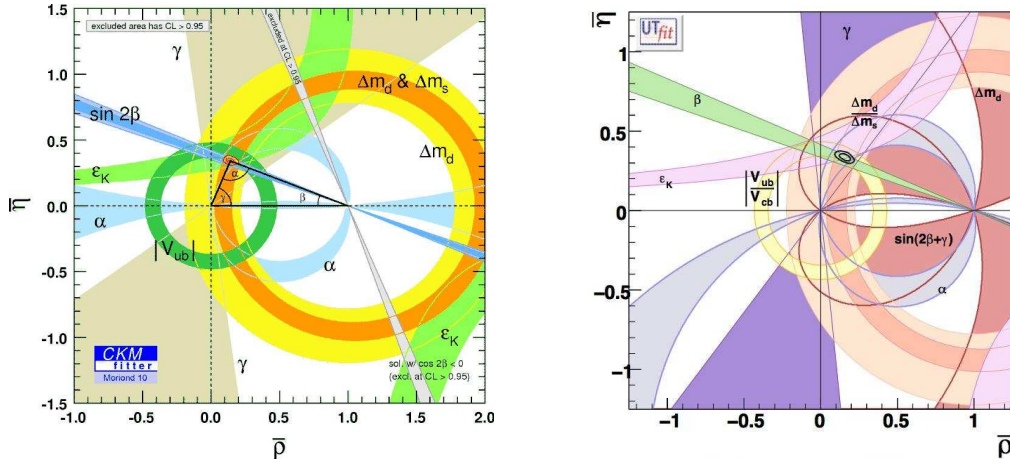 excluded area has CL > 0.95
excluded at CL > 0.95
γ
Δm_d & Δm_s
sin 2β
Δm_d
ε_K
α
α
β
γ
α
|V_ub|
α
ε_K
γ
CKM
fitter
Moriond 10
sol. w/ cos 2β < 0
(excl. at CL > 0.95)
η̅
1.5
1.0
0.5
0.0
-0.5
-1.0
-1.5
-1.0
-0.5
0.0
0.5
1.0
1.5
2.0
ρ̅
η̅
UTfit
γ
β
Δm_d
Δm_s
Δm_d
ε_K
|V_ub
V_cb|
sin(2β+γ)
α
1
0.5
0
-0.5
-1
-1
-0.5
0
0.5
1
ρ̅